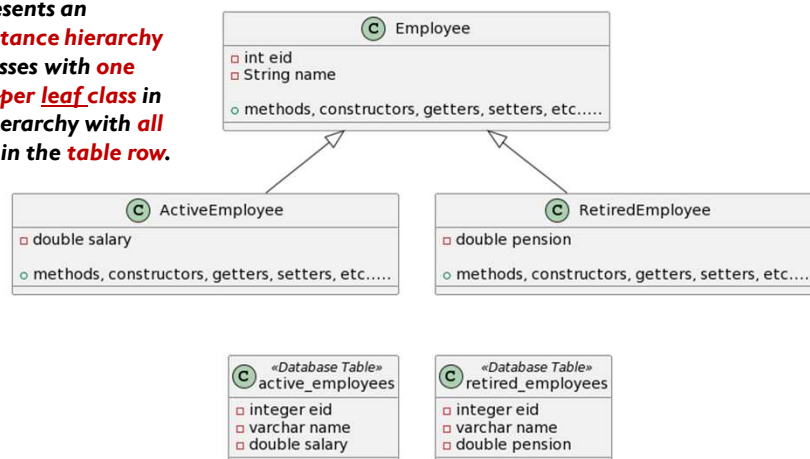 esents an
tance hierarchy
sses with one
per leaf class in
erarchy with all
in the table row.
C Employee
int eid
String name
methods, constructors, getters, setters, etc.....
C ActiveEmployee
double salary
methods, constructors, getters, setters, etc.....
C RetiredEmployee
double pension
methods, constructors, getters, setters, etc....
C «Database Table»
active_employees
integer eid
varchar name
double salary
C «Database Table»
retired_employees
integer eid
varchar name
double pension